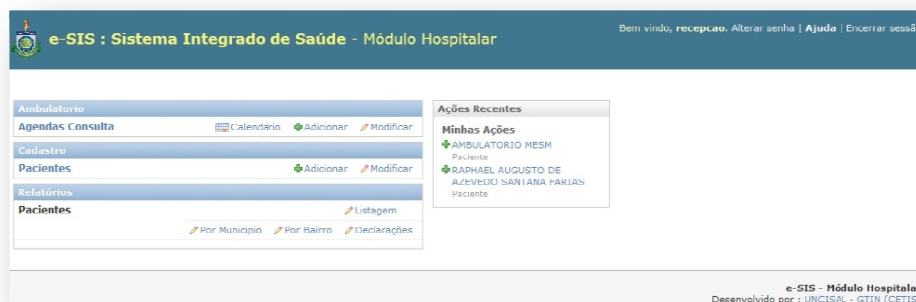 e-SIS : Sistema Integrado de Saúde - Módulo Hospitalar
Bem vindo, recepcao. Alterar senha | Ajuda | Encerrar sessã
Ambulatorio
Agendas Consulta Calendário Adicionar Modificar
Cadastro
Pacientes Adicionar Modificar
Relatórios
Pacientes Listagem
Por Municipio Por Bairro Declarações
Ações Recentes
Minhas Ações
AMBULATORIO MESM
Paciente
RAPHAEL AUGUSTO DE
AZEVEDO SANTANA FARIAS
Paciente
e-SIS - Módulo Hospitala
Desenvolvido por : UNCISAL - GTIN (CETIS